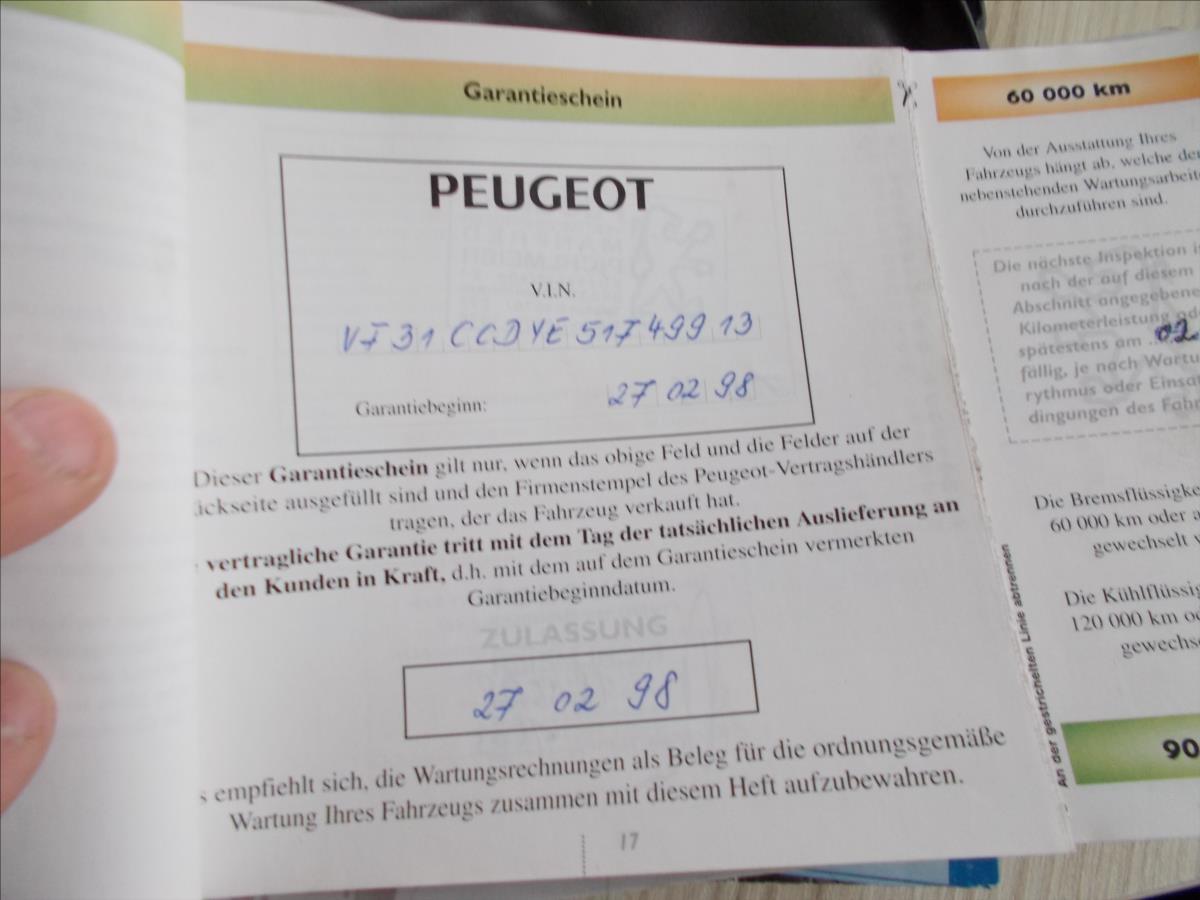 Garantieschein
PEUGEOT
V.I.N.
VF31CCDYE51749913
Garantiebeginn: 27 02 98
Dieser Garantieschein gilt nur, wenn das obige Feld und die Felder auf der
ückseite ausgefüllt sind und den Firmenstempel des Peugeot-Vertragshändlers
tragen, der das Fahrzeug verkauft hat.
vertragliche Garantie tritt mit dem Tag der tatsächlichen Auslieferung an
den Kunden in Kraft, d.h. mit dem auf dem Garantieschein vermerkten
Garantiebeginndatum.
ZULASSUNG
27 02 98
s empfiehlt sich, die Wartungsrechnungen als Beleg für die ordnungsgemäße
Wartung Ihres Fahrzeugs zusammen mit diesem Heft aufzubewahren.
17
An der gestrichelten Linie abtrennen
60 000 km
Von der Ausstattung Ihres
Fahrzeugs hängt ab, welche der
nebenstehenden Wartungsarbeite
durchzuführen sind.
Die nächste Inspektion i
nach der auf diesem
Abschnitt angegebene
Kilometerleistung ode
spätestens am ... 02
fällig, je nach Wartu
rythmus oder Einsat
dingungen des Fahr
Die Bremsflüssigke
60 000 km oder a
gewechselt w
Die Kühlflüssig
120 000 km o
gewechs
90